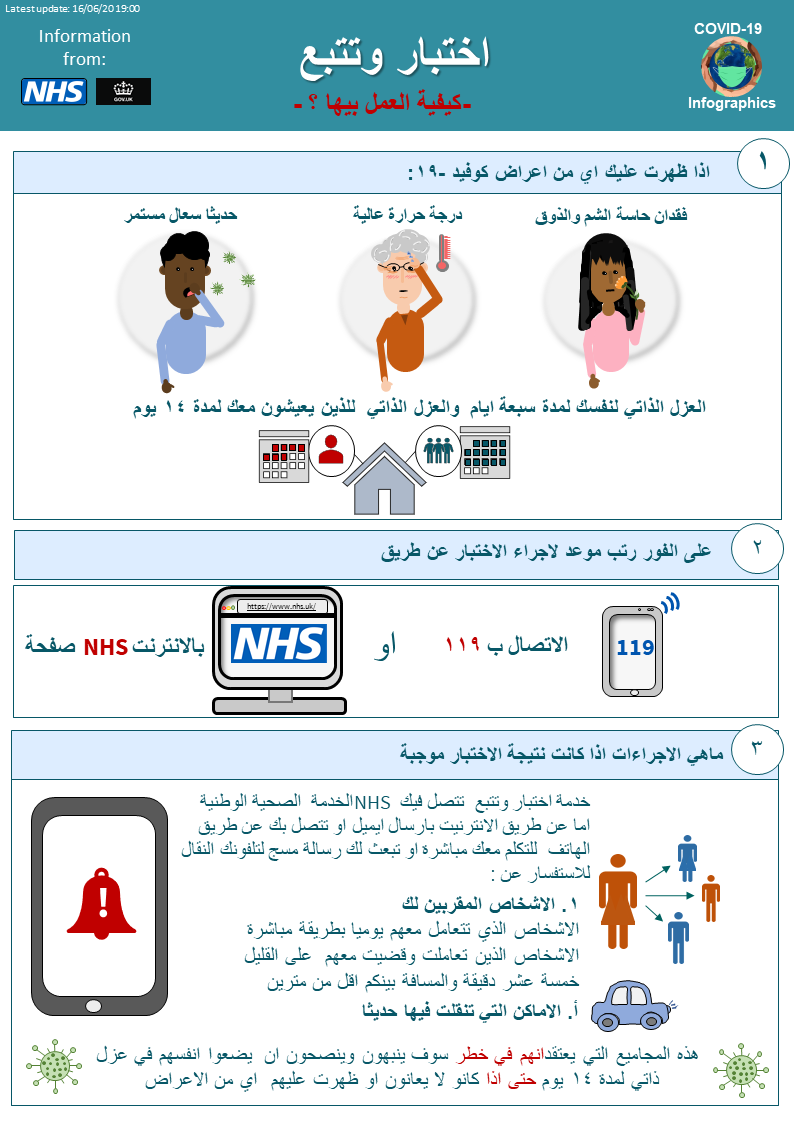 Latest update: 16/06/2019:00
Information
from:
NHS
GOV.UK
اختبار وتتبع
-كيفية العمل بيها ؟ -
COVID-19
Infographics
١
اذا ظهرت عليك اي من اعراض كوفيد -١٩:
فقدان حاسة الشم والذوق
درجة حرارة عالية
حديثا سعال مستمر
العزل الذاتي لنفسك لمدة سبعة ايام والعزل الذاتي للذين يعيشون معك لمدة ١٤ يوم
٢
على الفور رتب موعد لاجراء الاختبار عن طريق
119
الاتصال ب ١١٩
او
https://www.nhs.uk/
NHS
بالانترنت NHS صفحة
٣
ماهي الاجراءات اذا كانت نتيجة الاختبار موجبة
خدمة اختبار وتتبع تتصل فيك NHSالخدمة الصحية الوطنية
اما عن طريق الانترنيت بارسال ايميل او تتصل بك عن طريق
الهاتف للتكلم معك مباشرة او تبعث لك رسالة مسج لتلفونك النقال
للاستفسار عن :
١. الاشخاص المقربين لك
الاشخاص الذي تتعامل معهم يوميا بطريقة مباشرة
الاشخاص الذين تعاملت وقضيت معهم على القليل
خمسة عشر دقيقة والمسافة بينكم اقل من مترين
أ. الاماكن التي تنقلت فيها حديثا
هذه المجاميع التي يعتقدانهم في خطر سوف ينبهون وينصحون ان يضعوا انفسهم في عزل
ذاتي لمدة ١٤ يوم حتى اذا كانو لا يعانون او ظهرت عليهم اي من الاعراض